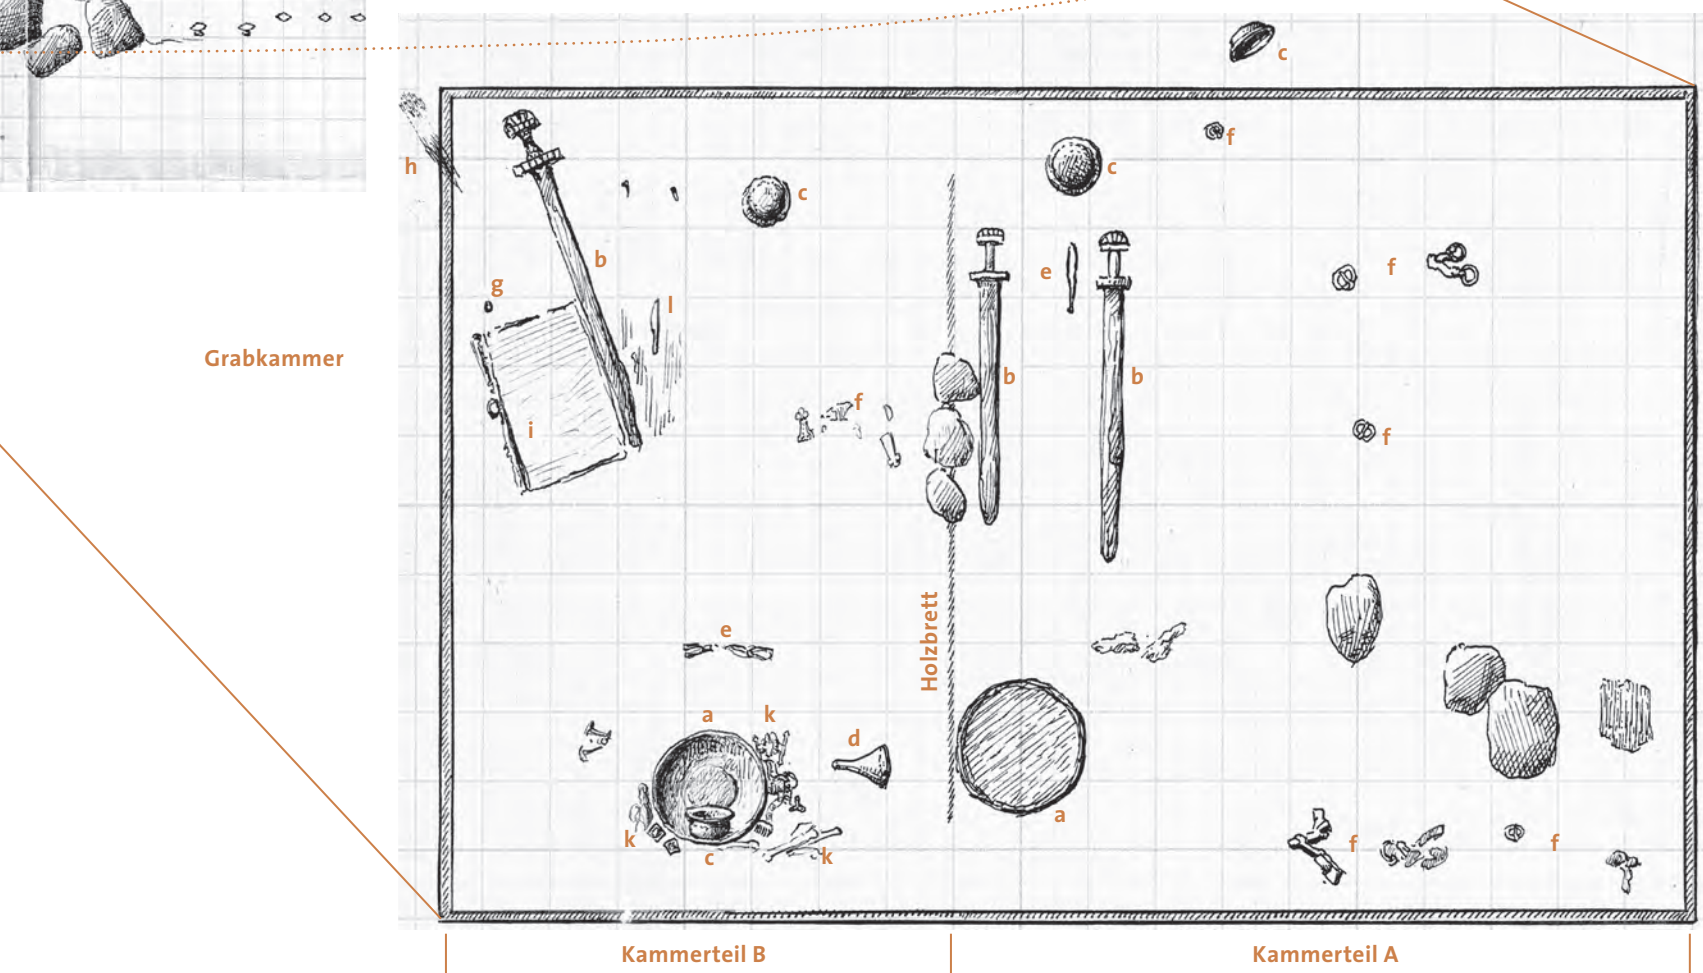 c
f
c
h
c
b
e
f
g
l
b
b
f
f
i
Holzbrett
e
a
k
d
a
k
c
k
f
f
Grabkammer
Kammerteil B
Kammerteil A